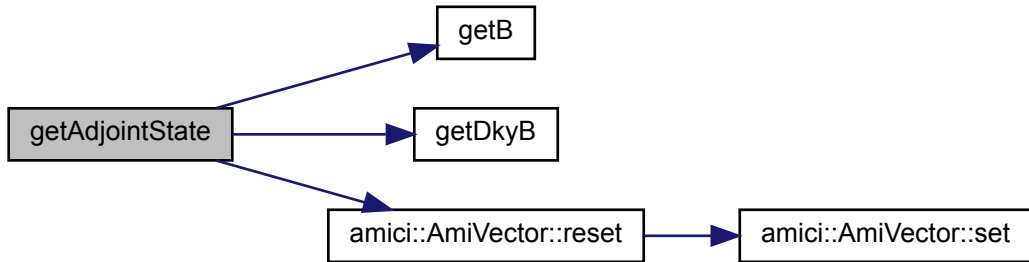 getB
getAdjointState
getDkyB
amici::AmiVector::reset
amici::AmiVector::set